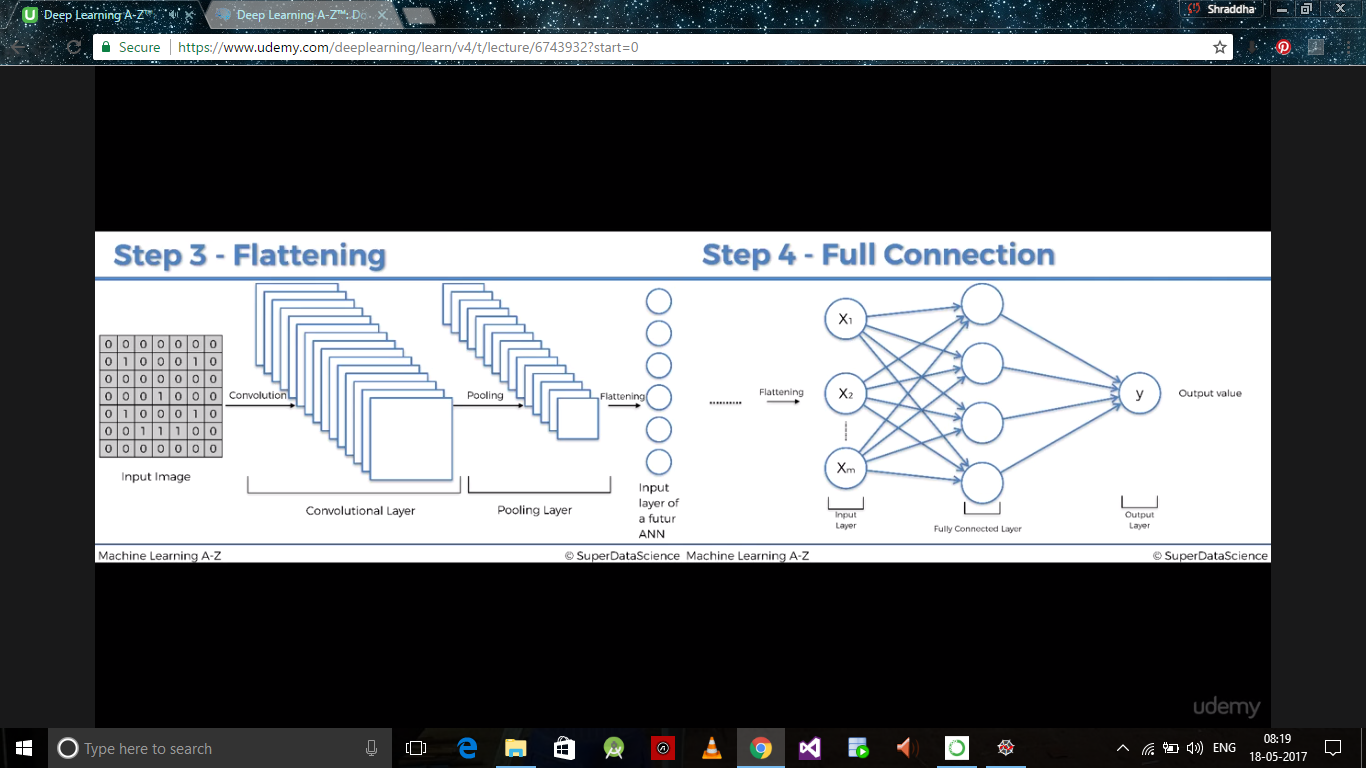 Deep Learning A-Z™
Deep Learning A-Z™: De
Shraddha
Secure
https://www.udemy.com/deeplearning/learn/v4/t/lecture/6743932?start=0
Step 3 - Flattening
0 0 0 0 0 0 0
0 1 0 0 0 1 0
0 0 0 0 0 0 0
0 0 0 1 0 0 0
0 1 0 0 0 1 0
0 0 1 1 1 0 0
0 0 0 0 0 0 0
Input Image
Convolution
Pooling
Flattening
Convolutional Layer
Pooling Layer
Input
layer of
a futur
ANN
Machine Learning A-Z
© SuperDataScience
Step 4 - Full Connection
..........
Flattening
X1
X2
Xm
y
Output value
Input
Layer
Fully Connected Layer
Output
Layer
Machine Learning A-Z
© SuperDataScience
udemy
Type here to search
ENG
08:19
18-05-2017